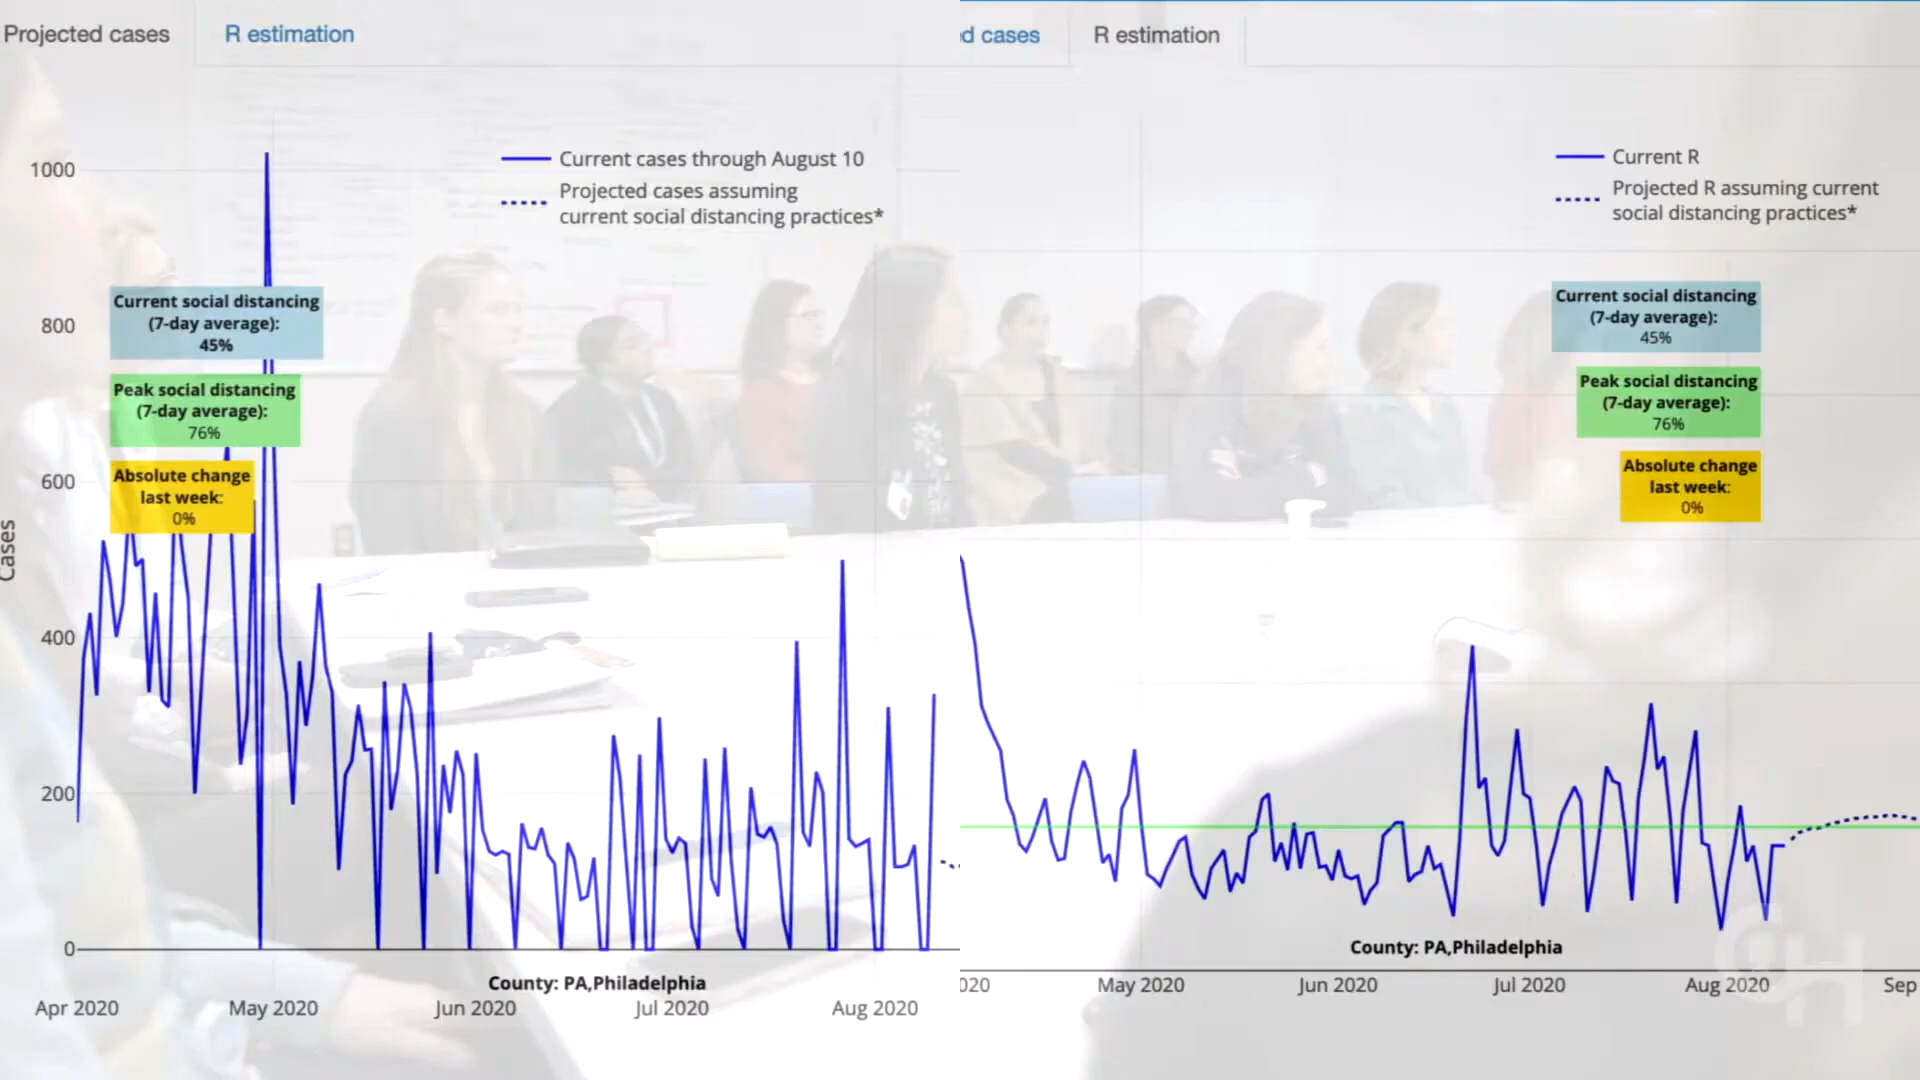 Projected cases
R estimation
Current cases through August 10
Projected cases assuming
current social distancing practices*
Current social distancing
(7-day average):
45%
Peak social distancing
(7-day average):
76%
Absolute change
last week:
0%
Cases
1000
800
600
400
200
0
County: PA,Philadelphia
Apr 2020
May 2020
Jun 2020
Jul 2020
Aug 2020
d cases
R estimation
Current R
Projected R assuming current
social distancing practices*
Current social distancing
(7-day average):
45%
Peak social distancing
(7-day average):
76%
Absolute change
last week:
0%
County: PA,Philadelphia
020
May 2020
Jun 2020
Jul 2020
Aug 2020
Sep
CH